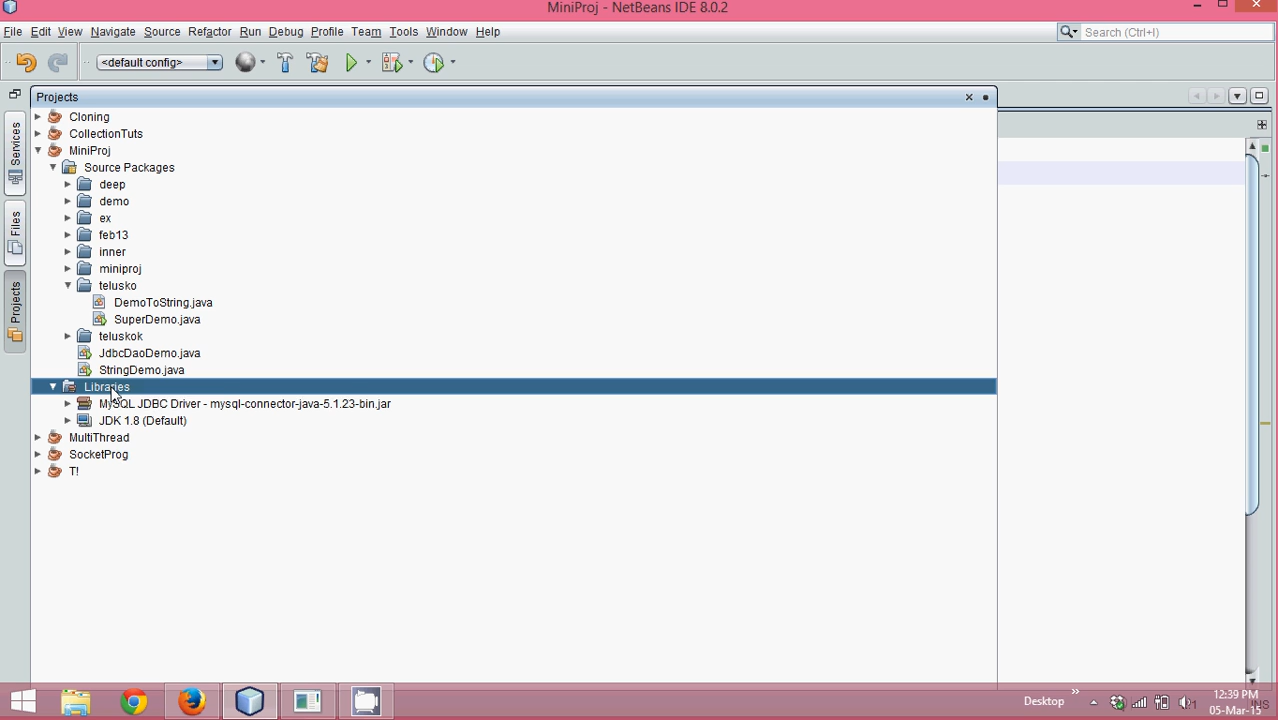 MiniProj - NetBeans IDE 8.0.2
File Edit View Navigate Source Refactor Run Debug Profile Team Tools Window Help
Search (Ctrl+I)
<default config>
Projects
Services
Files
Projects
Cloning
CollectionTuts
MiniProj
Source Packages
deep
demo
ex
feb13
inner
miniproj
telusko
DemoToString.java
SuperDemo.java
teluskok
JdbcDaoDemo.java
StringDemo.java
Libraries
MySQL JDBC Driver - mysql-connector-java-5.1.23-bin.jar
JDK 1.8 (Default)
MultiThread
SocketProg
T!
Desktop
12:39 PM
05-Mar-15
INS